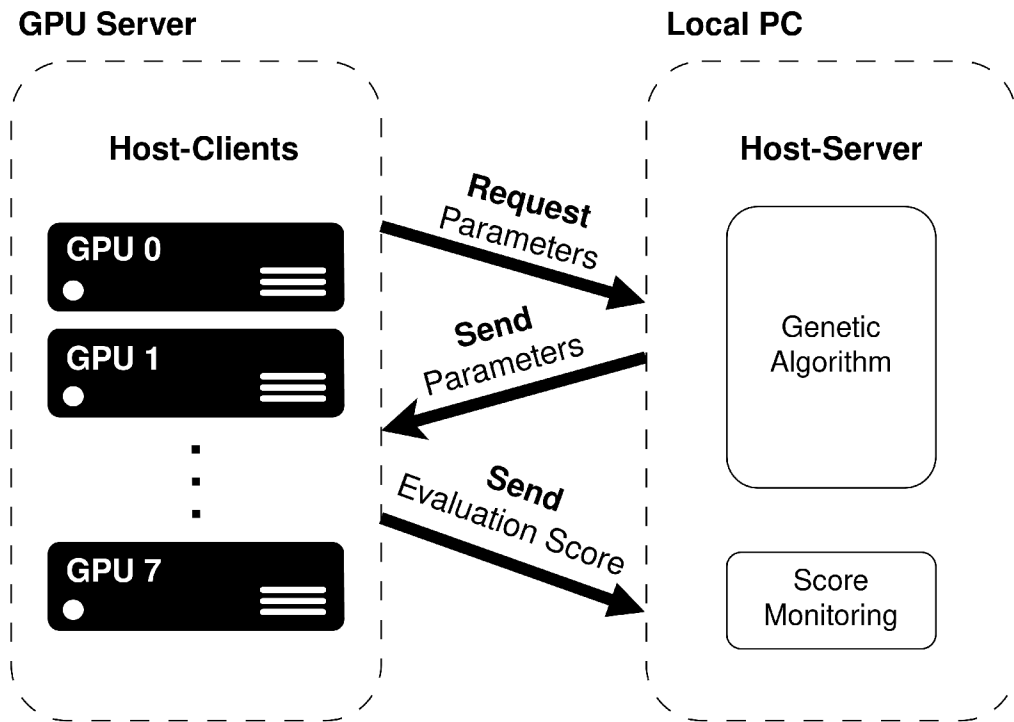 GPU Server
Host-Clients
GPU 0
GPU 1
GPU 7
Request
Parameters
Send
Parameters
Send
Evaluation Score
Local PC
Host-Server
Genetic
Algorithm
Score
Monitoring